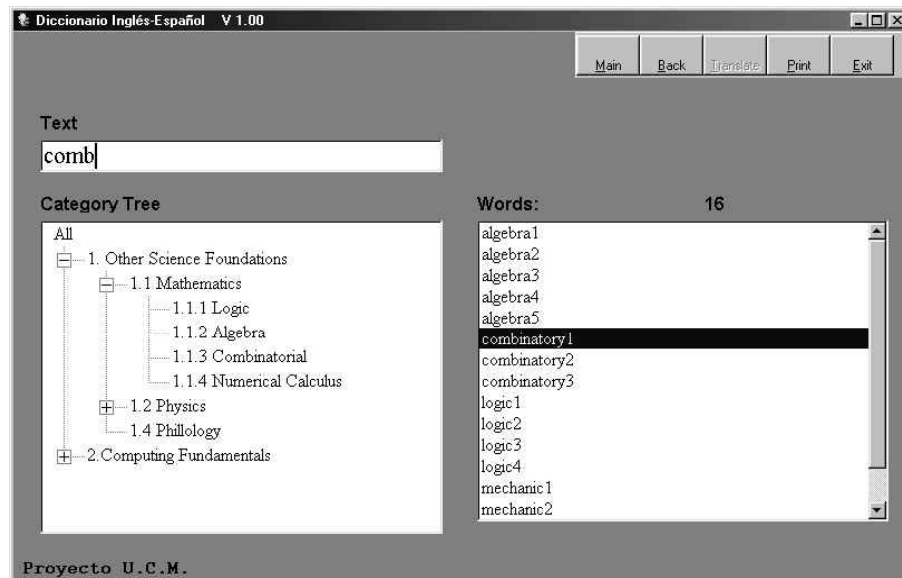 Diccionario Inglés-Español V 1.00
Main Back Translate Print Exit
Text
comb
Category Tree
All
1. Other Science Foundations
1.1 Mathematics
1.1.1 Logic
1.1.2 Algebra
1.1.3 Combinatorial
1.1.4 Numerical Calculus
1.2 Physics
1.4 Phillology
2.Computing Fundamentals
Words: 16
algebra1
algebra2
algebra3
algebra4
algebra5
combinatory1
combinatory2
combinatory3
logic1
logic2
logic3
logic4
mechanic1
mechanic2
Proyecto U.C.M.